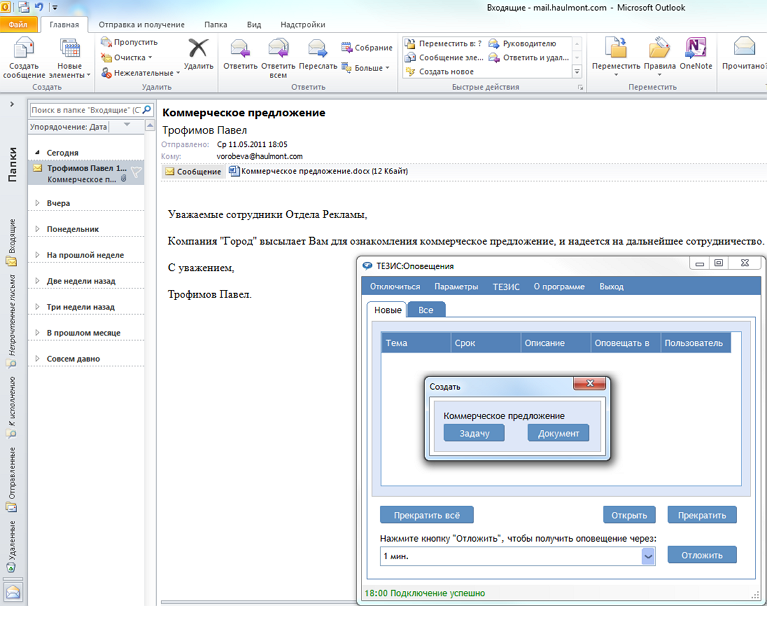 Входящие - mail.haulmont.com - Microsoft Outlook
Файл Главная Отправка и получение Папка Вид Надстройки
Создать сообщение
Новые элементы
Создать
Пропустить
Очистка
Нежелательные
Удалить
Удалить
Ответить
Ответить всем
Переслать
Собрание
Больше
Ответить
Переместить в: ?
Руководителю
Сообщение эле...
Ответить и удал...
Создать новое
Быстрые действия
Переместить
Правила
OneNote
Переместить
Прочитано?
Папки
Входящие
Непрочтенные письма
К исполнению
Отправленные
Удаленные
Поиск в папке "Входящие" (C
Упорядочение: Дата
Сегодня
Трофимов Павел 1...
Коммерческое п...
Вчера
Понедельник
На прошлой неделе
Две недели назад
Три недели назад
В прошлом месяце
Совсем давно
Коммерческое предложение
Трофимов Павел
Отправлено: Ср 11.05.2011 18:05
Кому: vorobeva@haulmont.com
Сообщение Коммерческое предложение.docx (12 Кбайт)
Уважаемые сотрудники Отдела Рекламы,
Компания "Город" высылает Вам для ознакомления коммерческое предложение, и надеется на дальнейшее сотрудничество.
С уважением,
Трофимов Павел.
ТЕЗИС:Оповещения
Отключиться Параметры ТЕЗИС О программе Выход
Новые Все
Тема Срок Описание Оповещать в Пользователь
Создать
Коммерческое предложение
Задачу Документ
Прекратить всё Открыть Прекратить
Нажмите кнопку "Отложить", чтобы получить оповещение через:
1 мин. Отложить
18:00 Подключение успешно